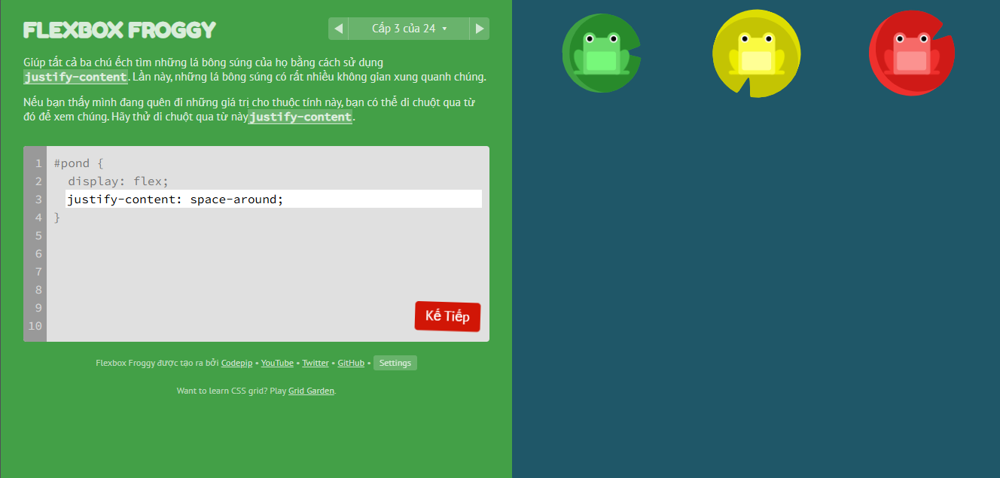 FLEXBOX FROGGY
Cấp 3 của 24 ▾
Giúp tất cả ba chú ếch tìm những lá bông súng của họ bằng cách sử dụng
justify-content. Lần này, những lá bông súng có rất nhiều không gian xung quanh chúng.
Nếu bạn thấy mình đang quên đi những giá trị cho thuộc tính này, bạn có thể di chuột qua từ
đó để xem chúng. Hãy thử di chuột qua từ này justify-content.
1 #pond {
2 display: flex;
3 justify-content: space-around;
4 }
5
6
7
8
9
10
Kế Tiếp
Flexbox Froggy được tạo ra bởi Codepip • YouTube • Twitter • GitHub • Settings
Want to learn CSS grid? Play Grid Garden.